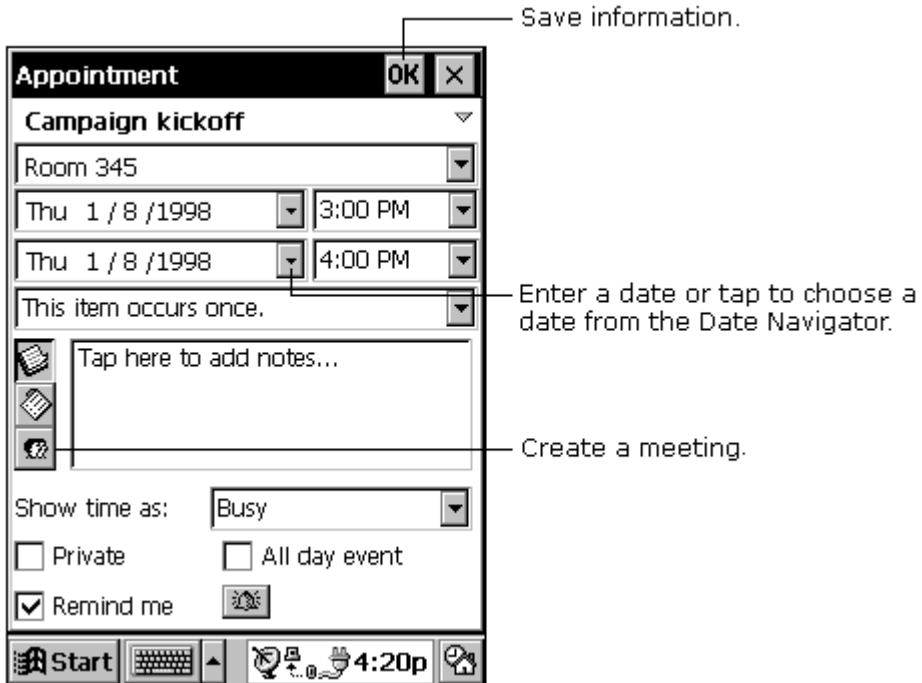 Save information.
Appointment OK
Campaign kickoff
Room 345
Thu 1 / 8 /1998 3:00 PM
Thu 1 / 8 /1998 4:00 PM
Enter a date or tap to choose a
date from the Date Navigator.
This item occurs once.
Tap here to add notes...
Create a meeting.
Show time as: Busy
Private All day event
Remind me
Start 4:20p